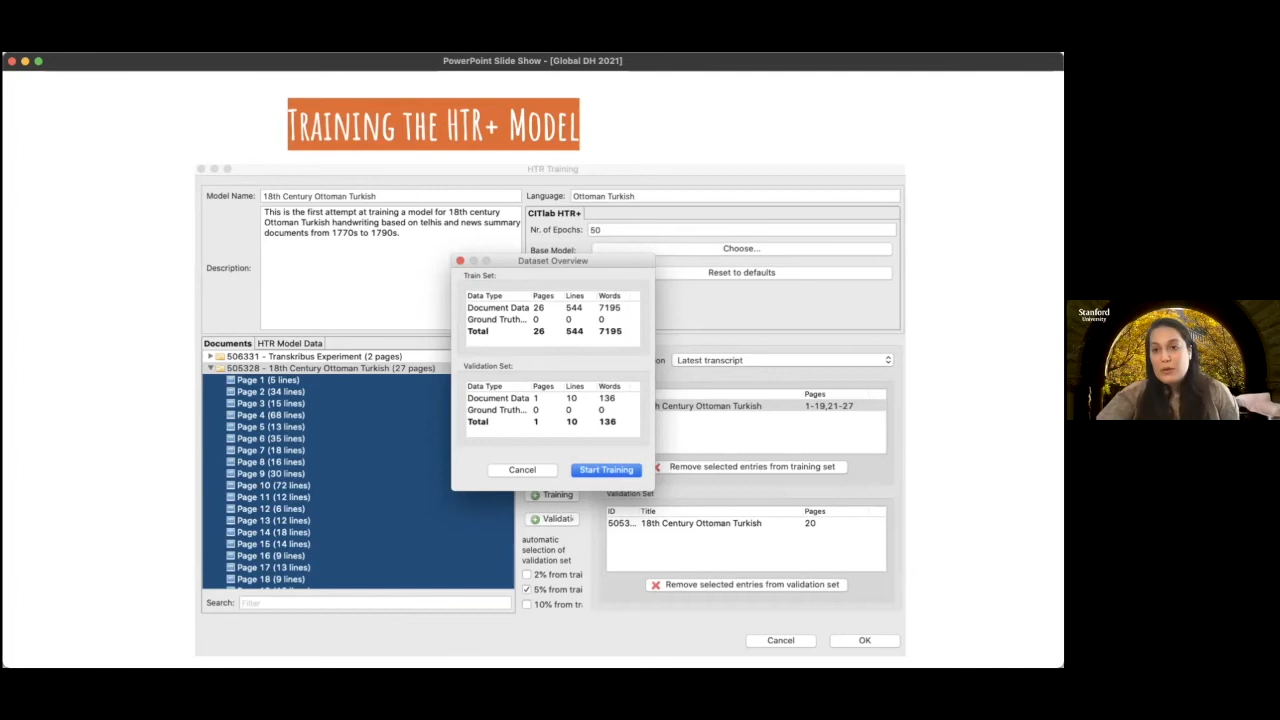 PowerPoint Slide Show - [Global DH 2021]
TRAINING THE HTR+ MODEL
HTR Training
Model Name: 18th Century Ottoman Turkish
Language: Ottoman Turkish
This is the first attempt at training a model for 18th century
Ottoman Turkish handwriting based on telhis and news summary
documents from 1770s to 1790s.
Description:
CITlab HTR+
Nr. of Epochs: 50
Base Model: Choose...
Reset to defaults
Dataset Overview
Train Set:
Data Type Pages Lines Words
Document Data 26 544 7195
Ground Truth... 0 0 0
Total 26 544 7195
Validation Set:
Data Type Pages Lines Words
Document Data 1 10 136
Ground Truth... 0 0 0
Total 1 10 136
Cancel Start Training
Documents HTR Model Data
506331 - Transkribus Experiment (2 pages)
505328 - 18th Century Ottoman Turkish (27 pages)
Page 1 (5 lines)
Page 2 (34 lines)
Page 3 (15 lines)
Page 4 (68 lines)
Page 5 (13 lines)
Page 6 (35 lines)
Page 7 (18 lines)
Page 8 (16 lines)
Page 9 (30 lines)
Page 10 (72 lines)
Page 11 (12 lines)
Page 12 (6 lines)
Page 13 (12 lines)
Page 14 (18 lines)
Page 15 (14 lines)
Page 16 (9 lines)
Page 17 (13 lines)
Page 18 (9 lines)
Search: Filter
Latest transcript
Pages
Century Ottoman Turkish 1-19,21-27
Remove selected entries from training set
Training
Validati
automatic
selection of
validation set
2% from trai
5% from trai
10% from tr
Validation Set
ID Title Pages
5053... 18th Century Ottoman Turkish 20
Remove selected entries from validation set
Cancel OK
Stanford
University